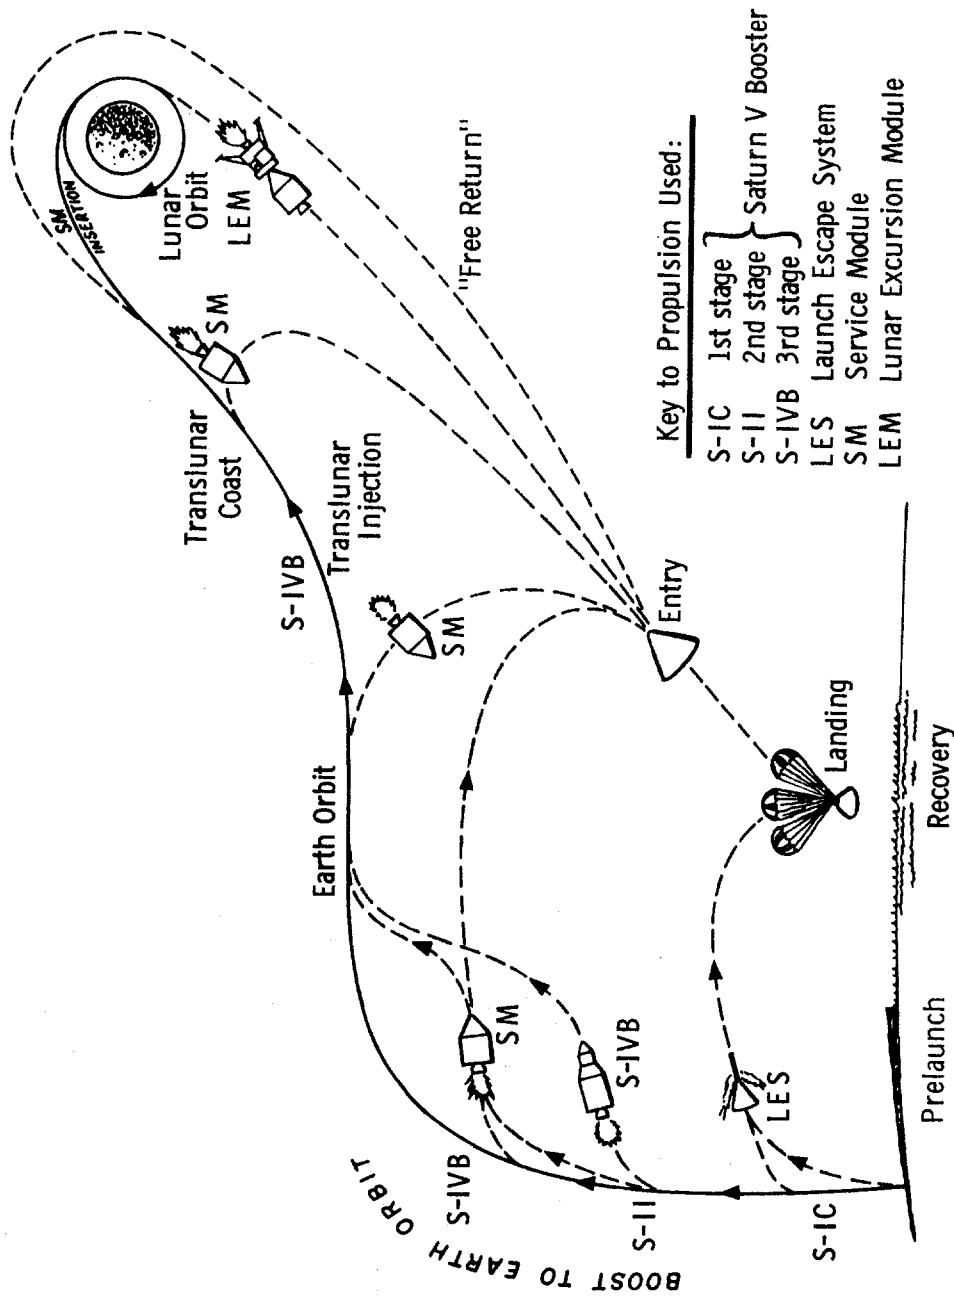 BOOST TO EARTH ORBIT
S-IC
S-II
S-IVB
LES
S-IVB
SM
Earth Orbit
SM
S-IVB
Translunar
Injection
Translunar
Coast
SM
SM
INSERTION
Lunar
Orbit
LEM
"Free Return"
Entry
Landing
Prelaunch
Recovery
Key to Propulsion Used:
S-IC 1st stage
S-II 2nd stage Saturn V Booster
S-IVB 3rd stage
LES Launch Escape System
SM Service Module
LEM Lunar Excursion Module